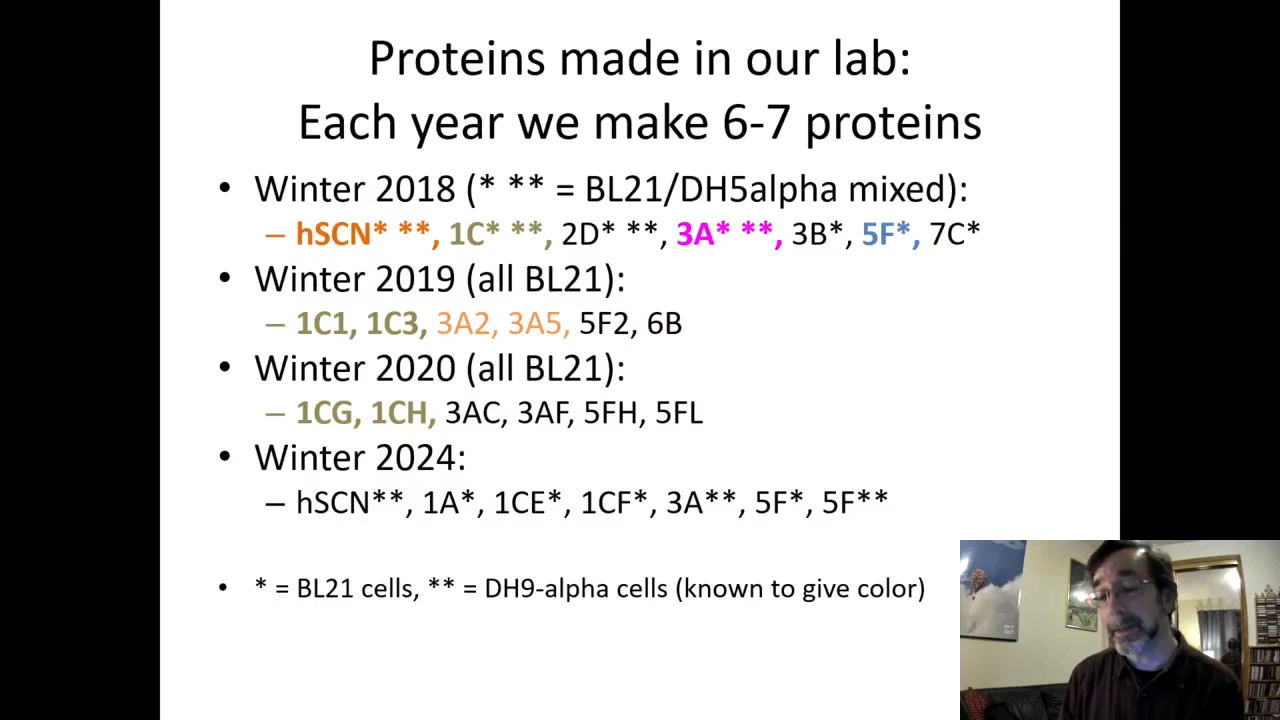 Proteins made in our lab:
Each year we make 6-7 proteins
• Winter 2018 (* ** = BL21/DH5alpha mixed):
– hSCN* **, 1C* **, 2D* **, 3A* **, 3B*, 5F*, 7C*
• Winter 2019 (all BL21):
– 1C1, 1C3, 3A2, 3A5, 5F2, 6B
• Winter 2020 (all BL21):
– 1CG, 1CH, 3AC, 3AF, 5FH, 5FL
• Winter 2024:
– hSCN**, 1A*, 1CE*, 1CF*, 3A**, 5F*, 5F**
• * = BL21 cells, ** = DH9-alpha cells (known to give color)